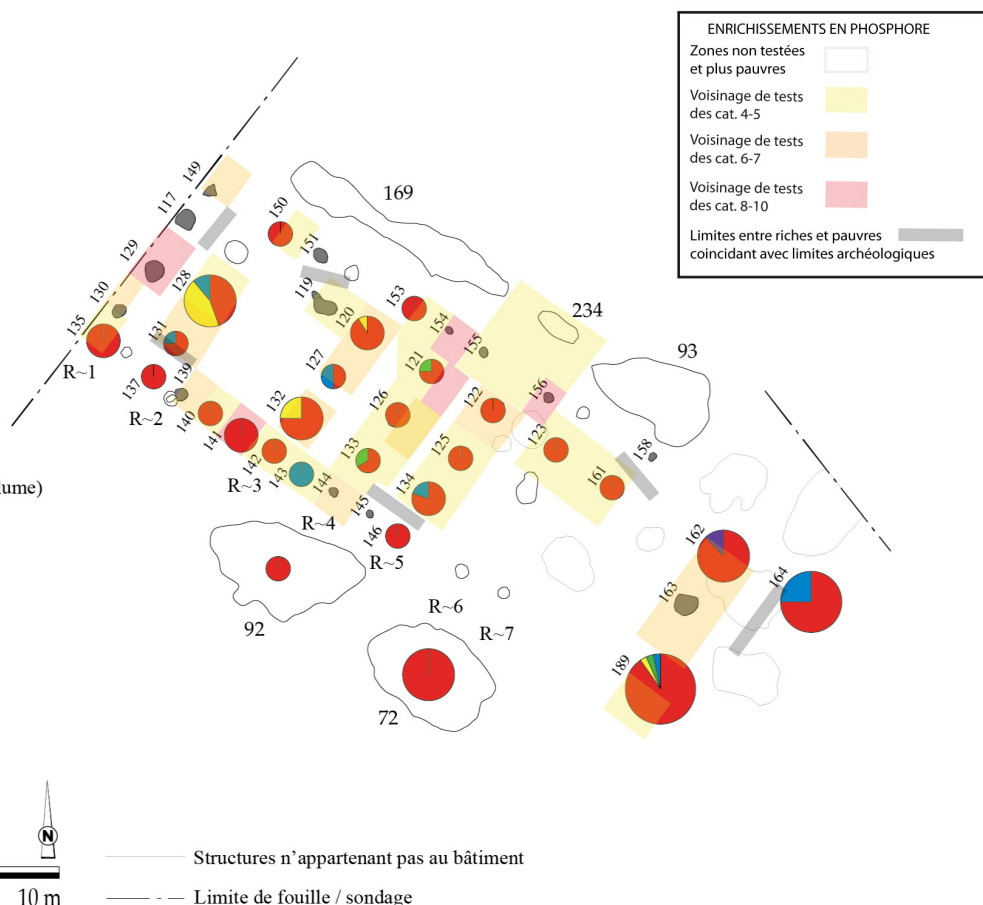 ENRICHISSEMENTS EN PHOSPHORE
Zones non testées
et plus pauvres
Voisinage de tests
des cat. 4-5
Voisinage de tests
des cat. 6-7
Voisinage de tests
des cat. 8-10
Limites entre riches et pauvres
coincidant avec limites archéologiques
149
117
169
150
129
151
128
130
119
153
234
135
120
154
131
155
93
R~1
127
121
137
139
156
R~2
132
126
122
140
123
158
141
133
125
142
161
R~3
143
134
lume)
144
R~4
145
162
146
R~5
164
163
92
R~6
R~7
189
72
N
Structures n'appartenant pas au bâtiment
10 m
Limite de fouille / sondage